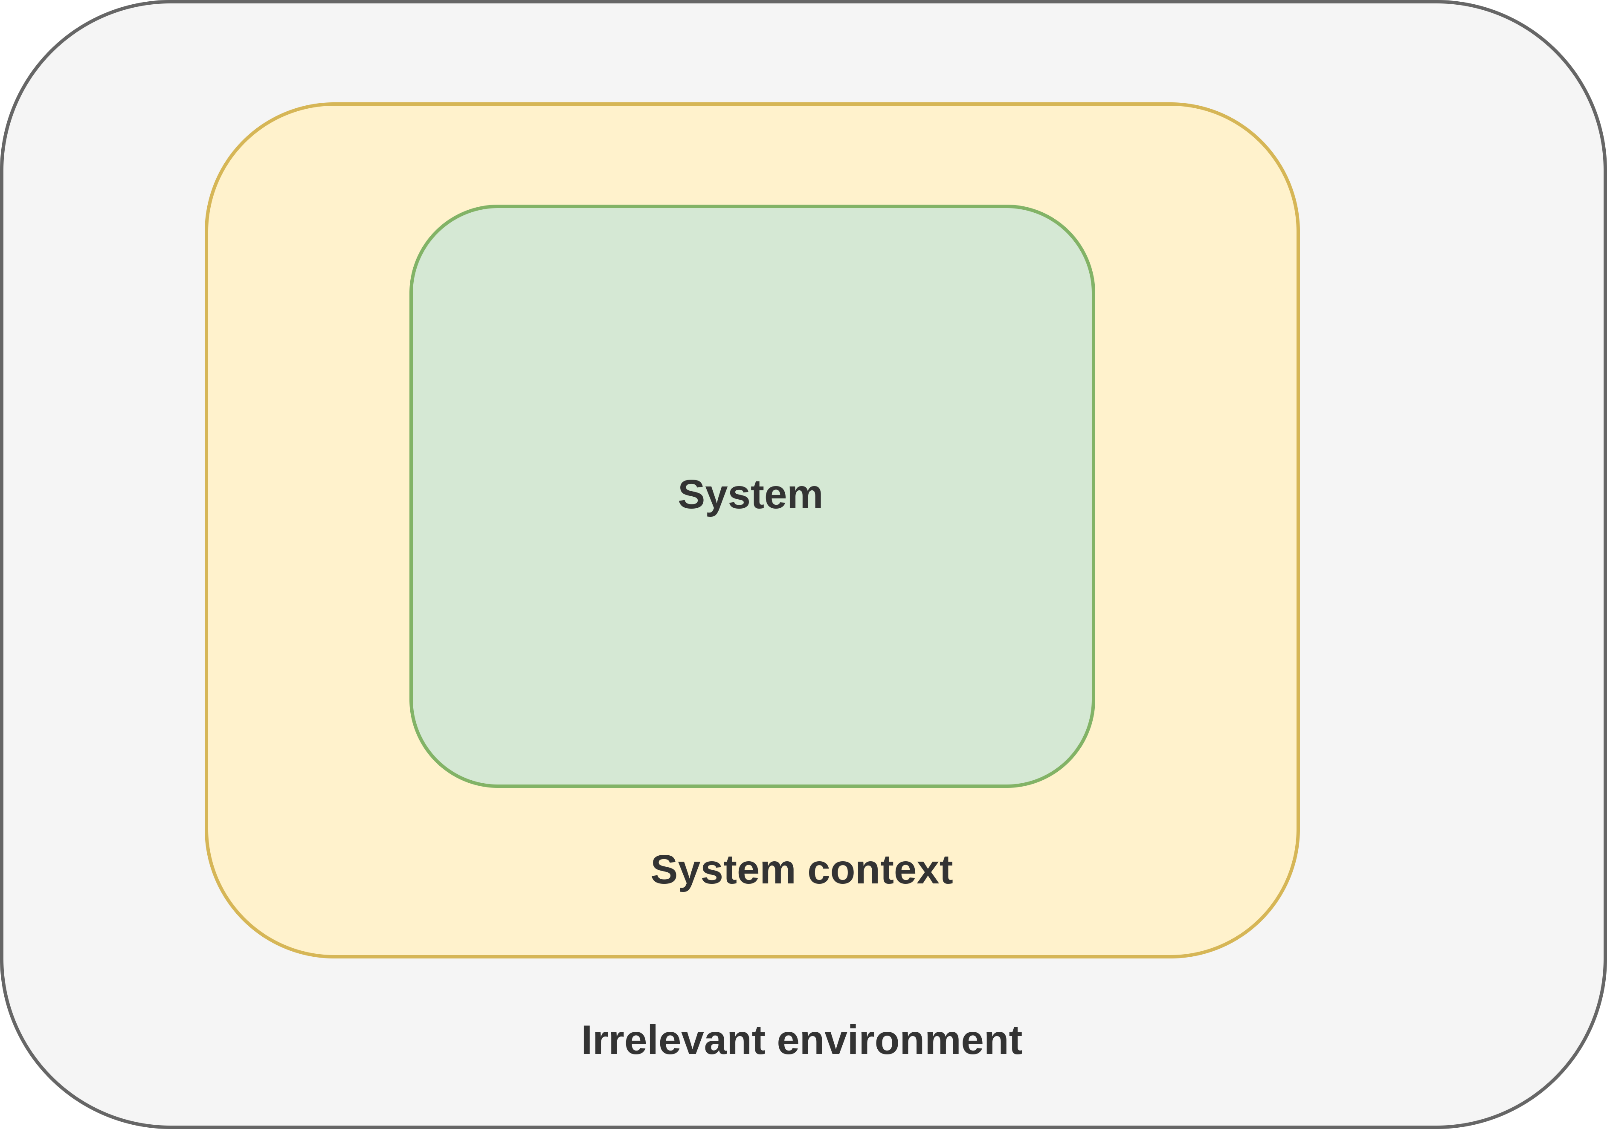 System
System context
Irrelevant environment